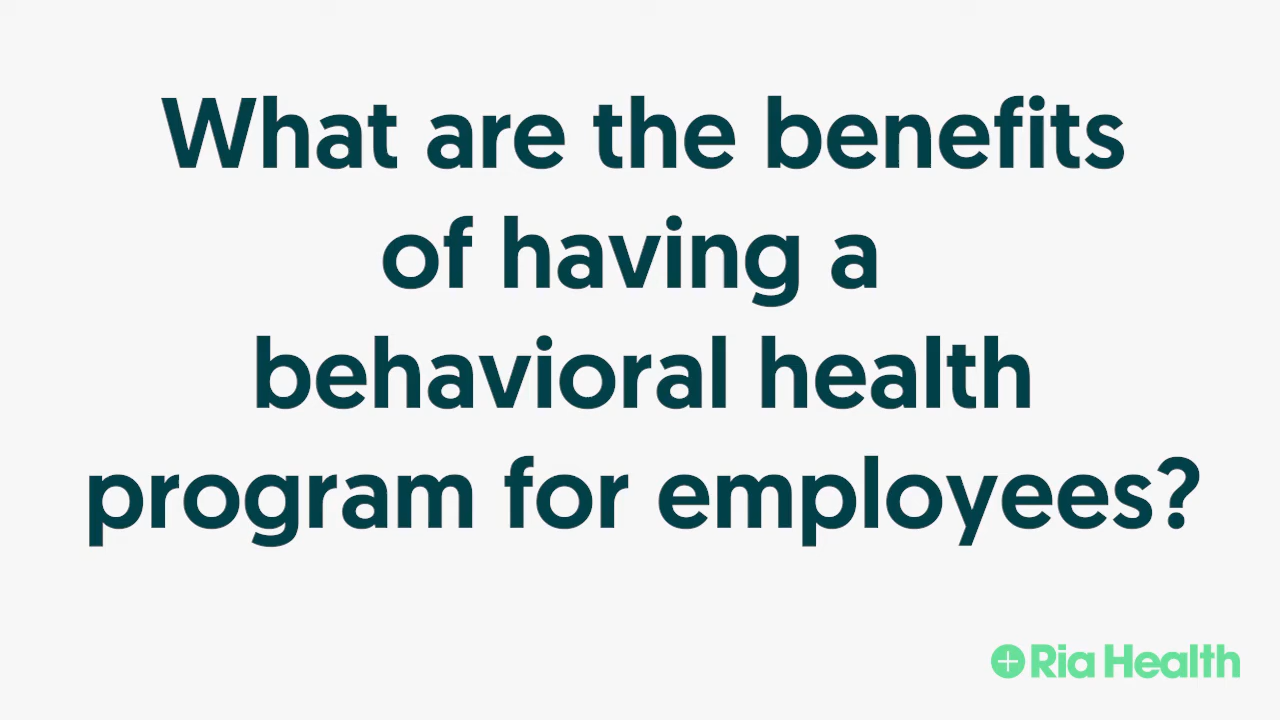 What are the benefits
of having a
behavioral health
program for employees?
Ria Health